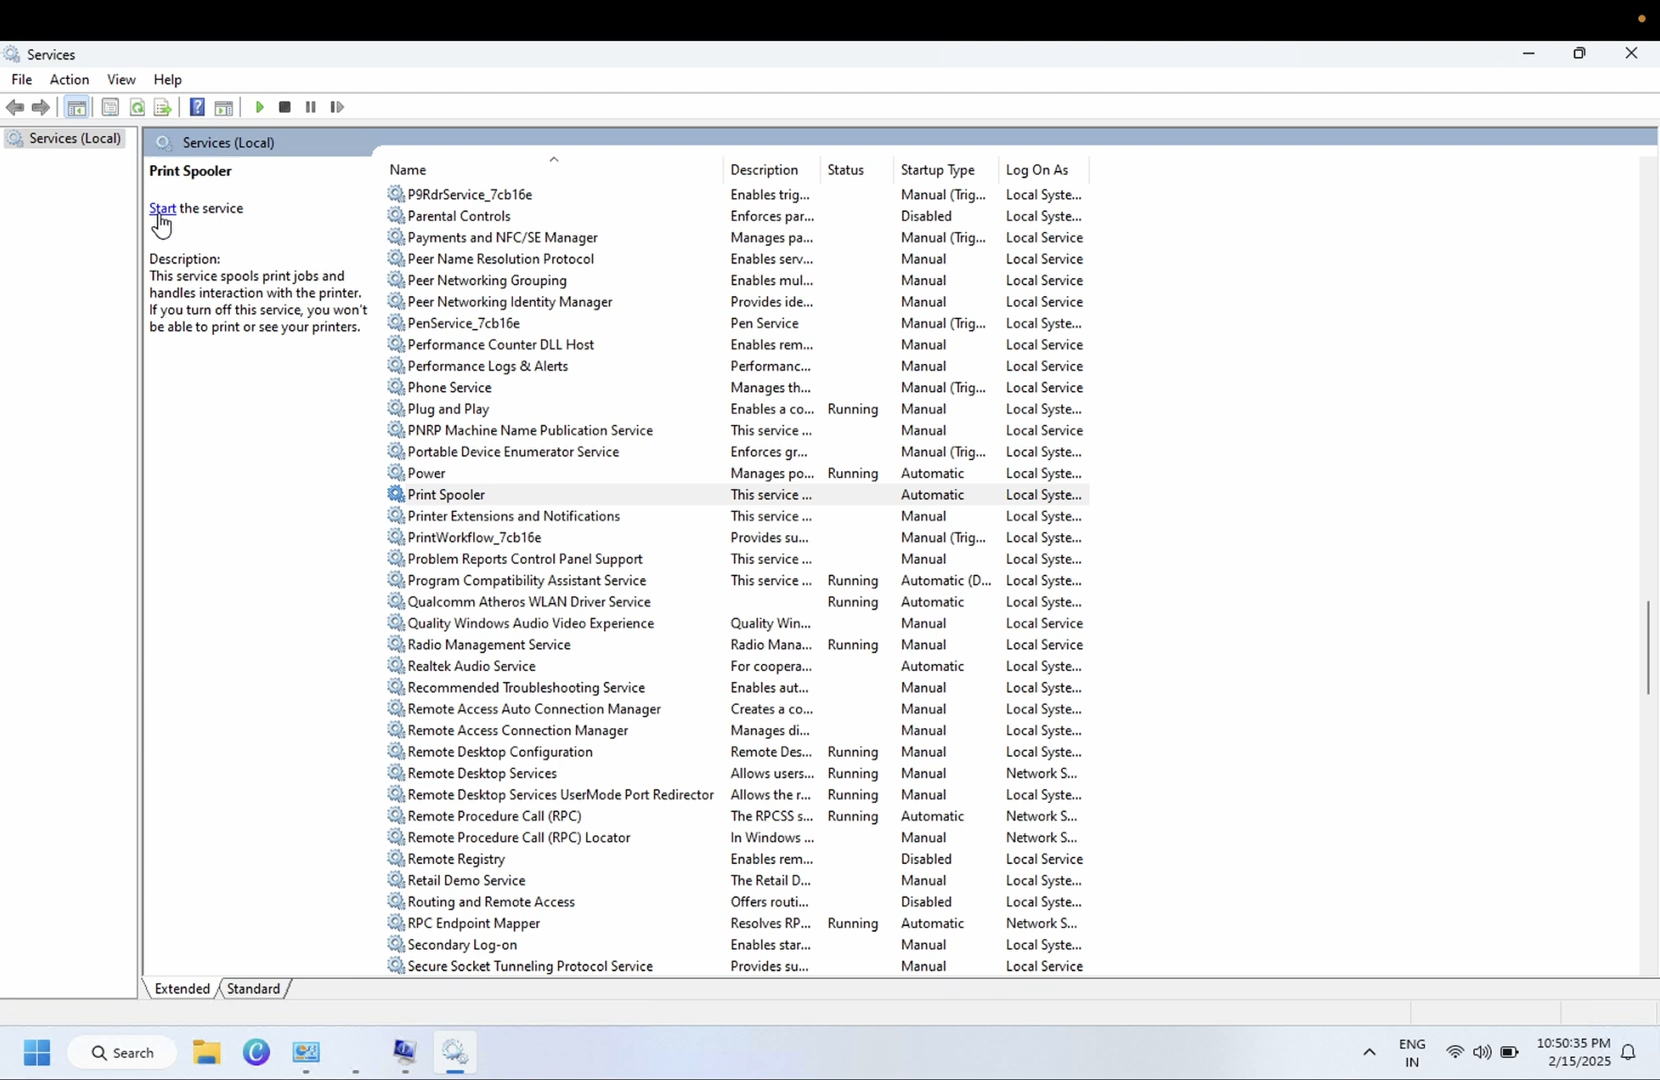 Services
File Action View Help
Services (Local)
Services (Local)
Print Spooler
Start the service
Description:
This service spools print jobs and
handles interaction with the printer.
If you turn off this service, you won't
be able to print or see your printers.
Name Description Status Startup Type Log On As
P9RdrService_7cb16e Enables trig... Manual (Trig... Local Syste...
Parental Controls Enforces par... Disabled Local Syste...
Payments and NFC/SE Manager Manages pa... Manual (Trig... Local Service
Peer Name Resolution Protocol Enables serv... Manual Local Service
Peer Networking Grouping Enables mul... Manual Local Service
Peer Networking Identity Manager Provides ide... Manual Local Service
PenService_7cb16e Pen Service Manual (Trig... Local Syste...
Performance Counter DLL Host Enables rem... Manual Local Service
Performance Logs & Alerts Performanc... Manual Local Service
Phone Service Manages th... Manual (Trig... Local Service
Plug and Play Enables a co... Running Manual Local Syste...
PNRP Machine Name Publication Service This service ... Manual Local Service
Portable Device Enumerator Service Enforces gr... Manual (Trig... Local Syste...
Power Manages po... Running Automatic Local Syste...
Print Spooler This service ... Automatic Local Syste...
Printer Extensions and Notifications This service ... Manual Local Syste...
PrintWorkflow_7cb16e Provides su... Manual (Trig... Local Syste...
Problem Reports Control Panel Support This service ... Manual Local Syste...
Program Compatibility Assistant Service This service ... Running Automatic (D... Local Syste...
Qualcomm Atheros WLAN Driver Service Running Automatic Local Syste...
Quality Windows Audio Video Experience Quality Win... Manual Local Service
Radio Management Service Radio Mana... Running Manual Local Service
Realtek Audio Service For coopera... Automatic Local Syste...
Recommended Troubleshooting Service Enables aut... Manual Local Syste...
Remote Access Auto Connection Manager Creates a co... Manual Local Syste...
Remote Access Connection Manager Manages di... Manual Local Syste...
Remote Desktop Configuration Remote Des... Running Manual Local Syste...
Remote Desktop Services Allows users... Running Manual Network S...
Remote Desktop Services UserMode Port Redirector Allows the r... Running Manual Local Syste...
Remote Procedure Call (RPC) The RPCSS s... Running Automatic Network S...
Remote Procedure Call (RPC) Locator In Windows ... Manual Network S...
Remote Registry Enables rem... Disabled Local Service
Retail Demo Service The Retail D... Manual Local Syste...
Routing and Remote Access Offers routi... Disabled Local Syste...
RPC Endpoint Mapper Resolves RP... Running Automatic Network S...
Secondary Log-on Enables star... Manual Local Syste...
Secure Socket Tunneling Protocol Service Provides su... Manual Local Service
Extended Standard
Search ENG 10:50:35 PM
IN 2/15/2025